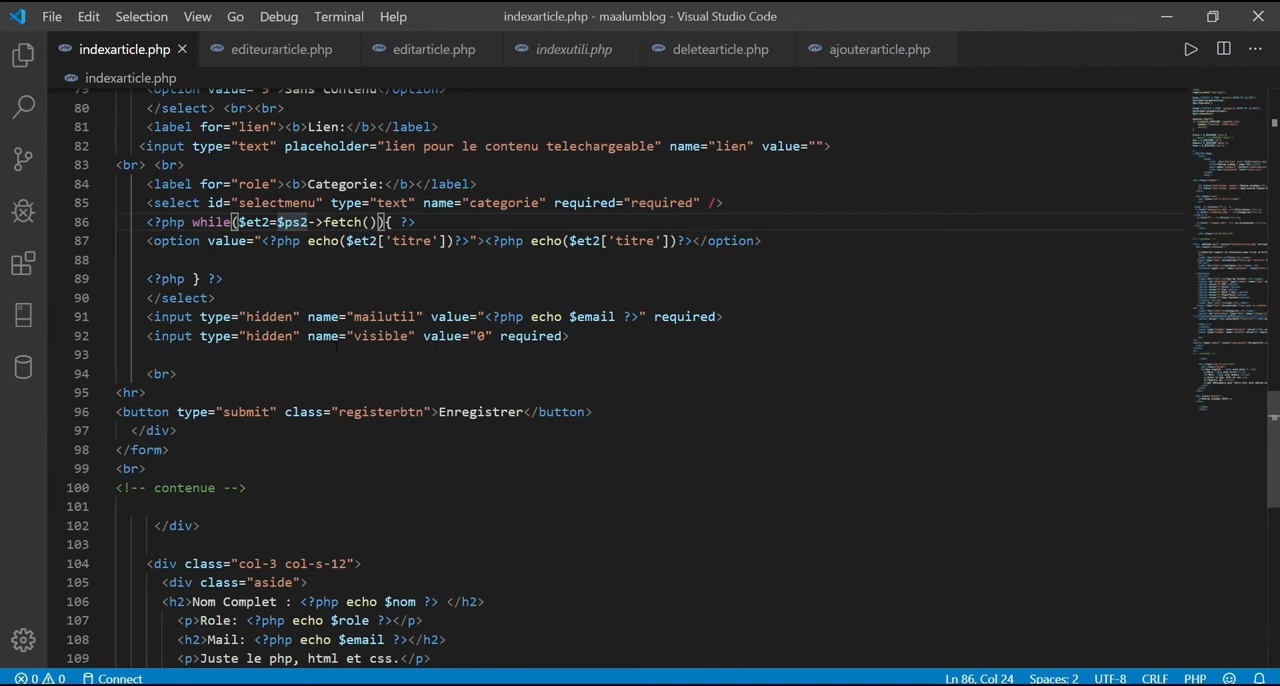 File Edit Selection View Go Debug Terminal Help indexarticle.php - maalumblog - Visual Studio Code
indexarticle.php editeurarticle.php editarticle.php indexutili.php deletearticle.php ajouterarticle.php
indexarticle.php
79 <option value="5">Sans Contenu</option>
80 </select> <br><br>
81 <label for="lien"><b>Lien:</b></label>
82 <input type="text" placeholder="lien pour le contenu telechargeable" name="lien" value="">
83 <br> <br>
84 <label for="role"><b>Categorie:</b></label>
85 <select id="selectmenu" type="text" name="categorie" required="required" />
86 <?php while($et2=$ps2->fetch()){ ?>
87 <option value="<?php echo($et2['titre'])?>"><?php echo($et2['titre'])?></option>
88
89 <?php } ?>
90 </select>
91 <input type="hidden" name="mailutil" value="<?php echo $email ?>" required>
92 <input type="hidden" name="visible" value="0" required>
93
94 <br>
95 <hr>
96 <button type="submit" class="registerbtn">Enregistrer</button>
97 </div>
98 </form>
99 <br>
100 <!-- contenue -->
101
102 </div>
103
104 <div class="col-3 col-s-12">
105 <div class="aside">
106 <h2>Nom Complet : <?php echo $nom ?> </h2>
107 <p>Role: <?php echo $role ?></p>
108 <h2>Mail: <?php echo $email ?></h2>
109 <p>Juste le php, html et css.</p>
0 0 Connect Ln 86, Col 24 Spaces: 2 UTF-8 CRLF PHP